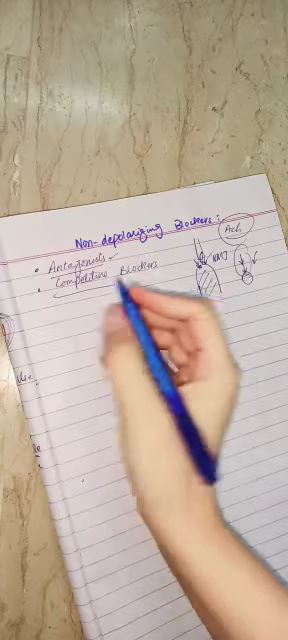 Non-depolarizing Blockers :
Ach
• Antagonists ✓
• Competitive Blockers
NMJ